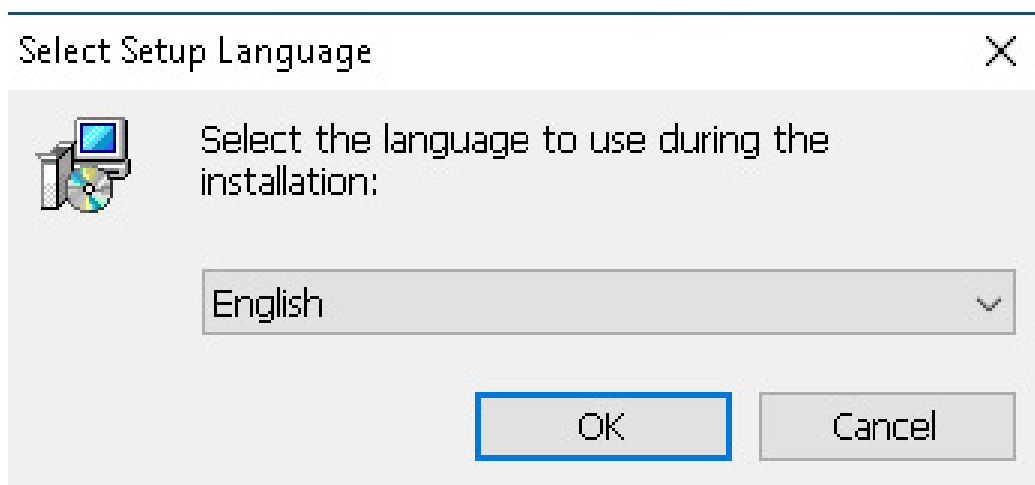 Select Setup Language
Select the language to use during the
installation:
English
OK
Cancel